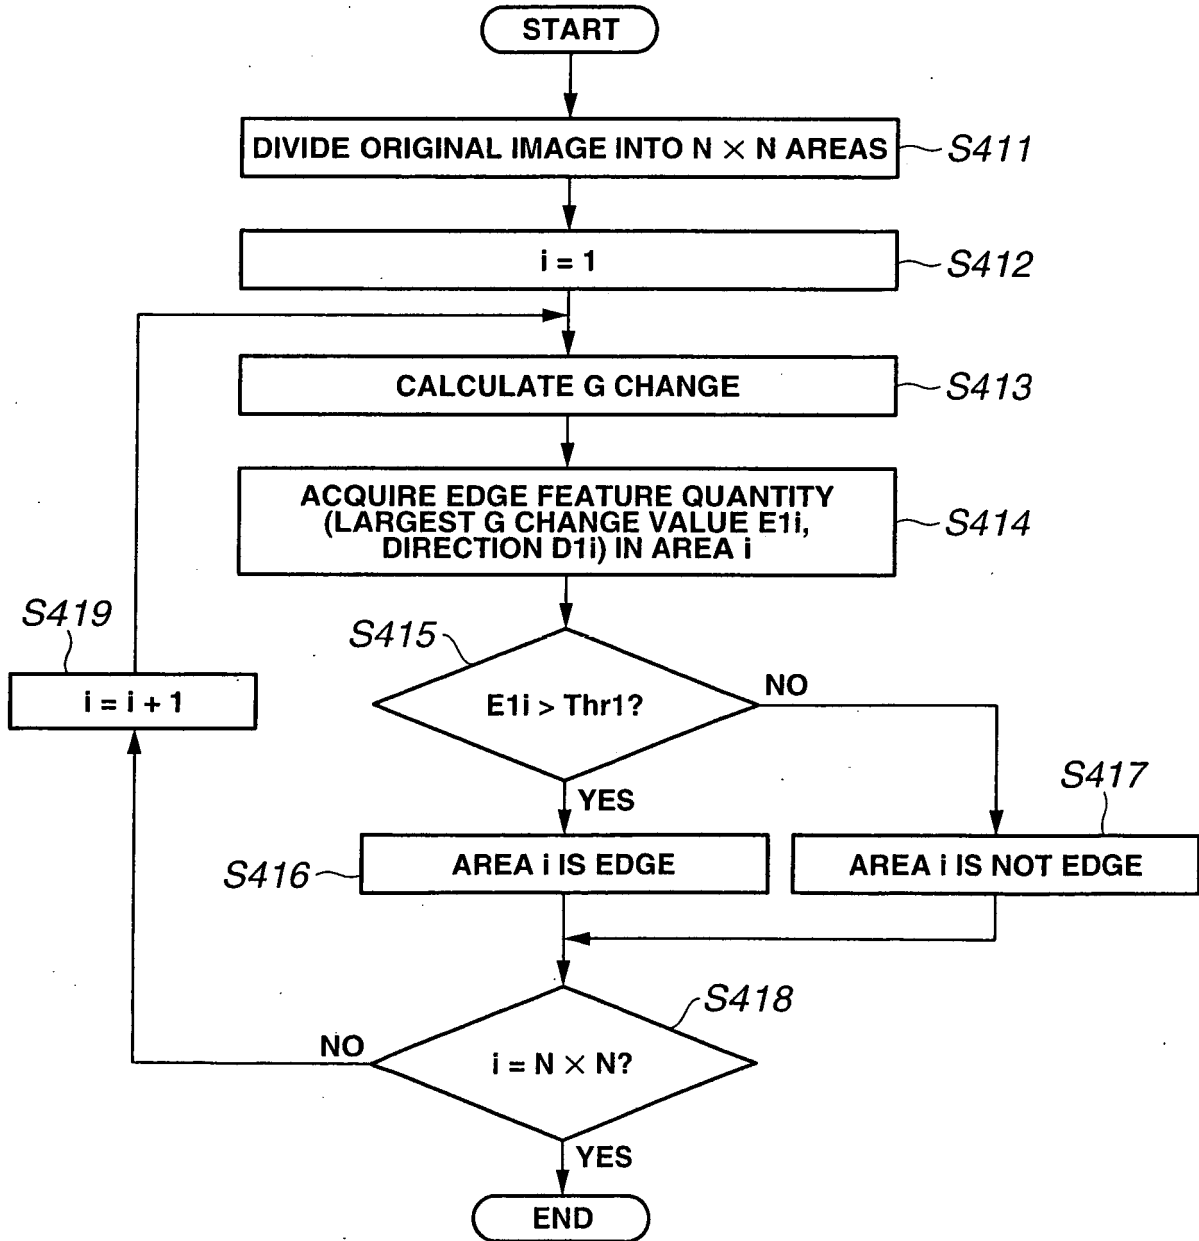 START
DIVIDE ORIGINAL IMAGE INTO N × N AREAS
S411
i = 1
S412
CALCULATE G CHANGE
S413
ACQUIRE EDGE FEATURE QUANTITY
(LARGEST G CHANGE VALUE E1i,
DIRECTION D1i) IN AREA i
S414
S419
i = i + 1
S415
E1i > Thr1?
NO
YES
S417
S416
AREA i IS EDGE
AREA i IS NOT EDGE
S418
NO
i = N × N?
YES
END